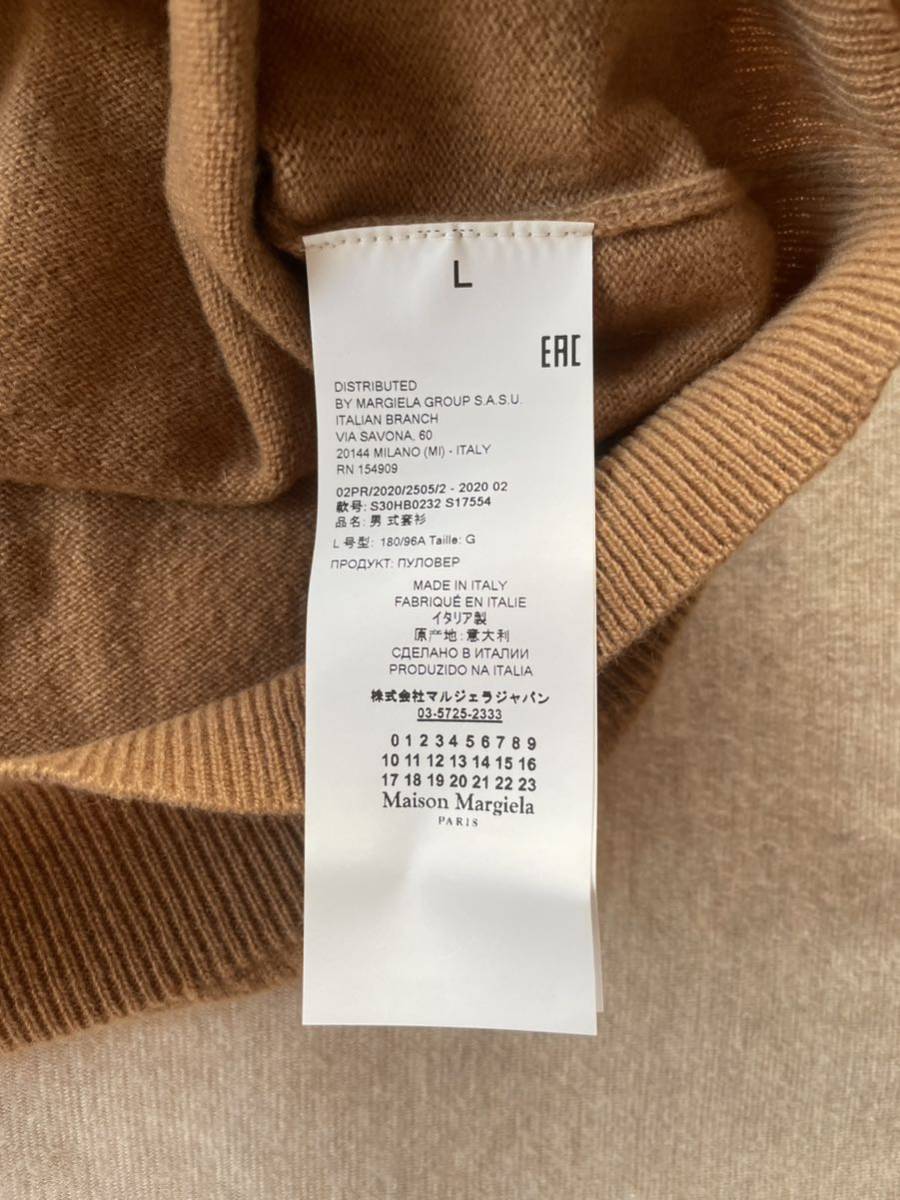 L
EAC
DISTRIBUTED
BY MARGIELA GROUP S.A.S.U.
ITALIAN BRANCH
VIA SAVONA, 60
20144 MILANO (MI) - ITALY
RN 154909
02PR/2020/2505/2 - 2020 02
款号: S30HB0232 S17554
品名: 男 式套衫
L 号型: 180/96A Taille: G
ПРОДУКТ: ПУЛОВЕР
MADE IN ITALY
FABRIQUÉ EN ITALIE
イタリア製
原产地: 意大利
СДЕЛАНО В ИТАЛИИ
PRODUZIDO NA ITALIA
株式会社マルジェラジャパン
03-5725-2333
0 1 2 3 4 5 6 7 8 9
10 11 12 13 14 15 16
17 18 19 20 21 22 23
Maison Margiela
PARIS